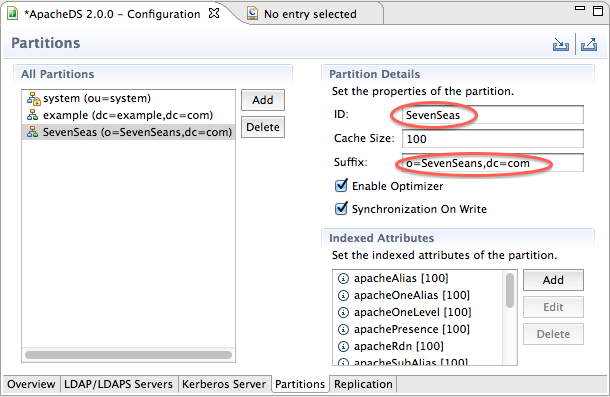 *ApacheDS 2.0.0 – Configuration
No entry selected
Partitions
All Partitions
system (ou=system)
example (dc=example,dc=com)
SevenSeas (o=SevenSeans,dc=com)
Add
Delete
Partition Details
Set the properties of the partition.
ID:
SevenSeas
Cache Size:
100
Suffix:
o=SevenSeans,dc=com
Enable Optimizer
Synchronization On Write
Indexed Attributes
Set the indexed attributes of the partition.
apacheAlias [100]
apacheOneAlias [100]
apacheOneLevel [100]
apachePresence [100]
apacheRdn [100]
apacheSubAlias [100]
Add
Edit
Delete
Overview
LDAP/LDAPS Servers
Kerberos Server
Partitions
Replication